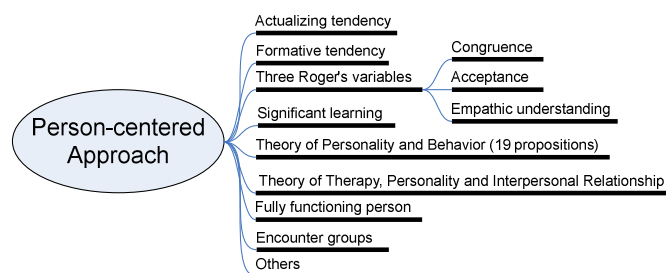 Person-centered
Approach
Actualizing tendency
Formative tendency
Three Roger's variables
Congruence
Acceptance
Empathic understanding
Significant learning
Theory of Personality and Behavior (19 propositions)
Theory of Therapy, Personality and Interpersonal Relationship
Fully functioning person
Encounter groups
Others